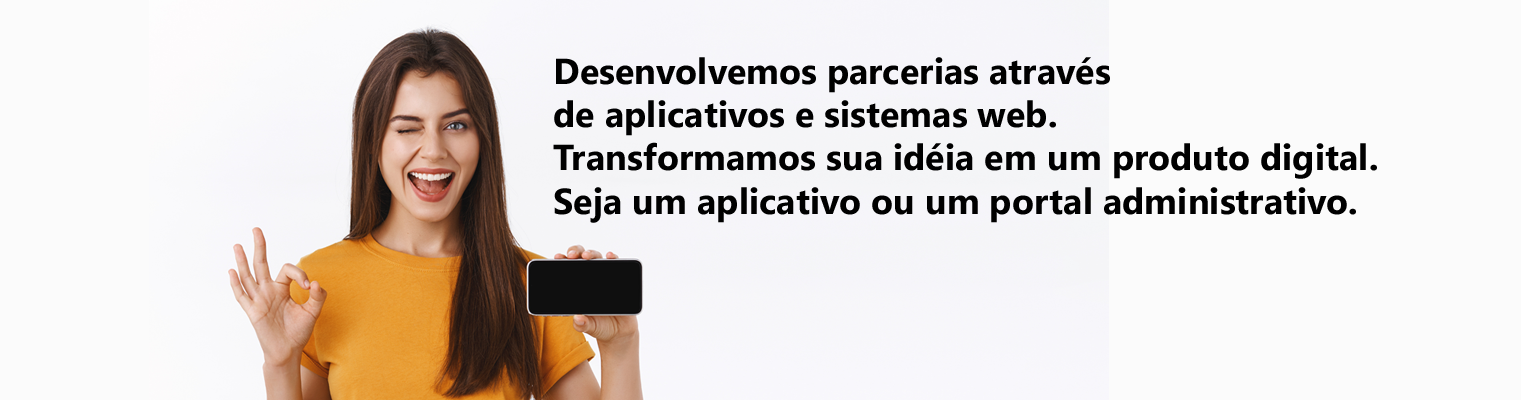 Desenvolvemos parcerias através
de aplicativos e sistemas web.
Transformamos sua idéia em um produto digital.
Seja um aplicativo ou um portal administrativo.